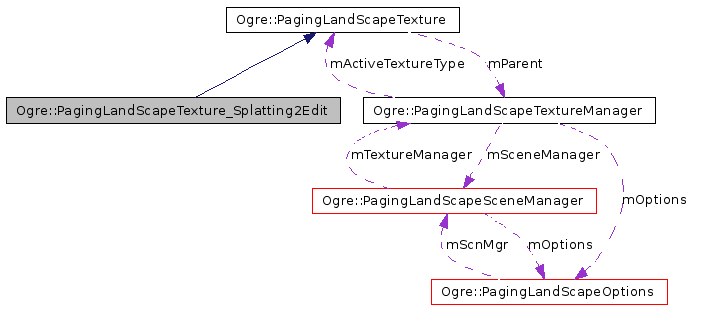 Ogre::PagingLandScapeTexture
mActiveTextureType
mParent
Ogre::PagingLandScapeTexture_Splatting2Edit
Ogre::PagingLandScapeTextureManager
mTextureManager
mSceneManager
Ogre::PagingLandScapeSceneManager
mOptions
mScnMgr
mOptions
Ogre::PagingLandScapeOptions